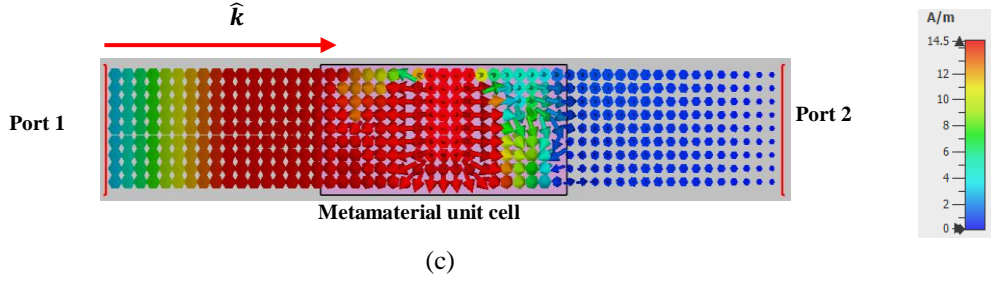 k̂
A/m
14.5
12
10
8
6
4
2
0
Port 1
Port 2
Metamaterial unit cell
(c)